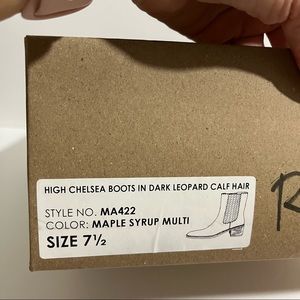 HIGH CHELSEA BOOTS IN DARK LEOPARD CALF HAIR
STYLE NO. MA422
COLOR: MAPLE SYRUP MULTI
SIZE 7½